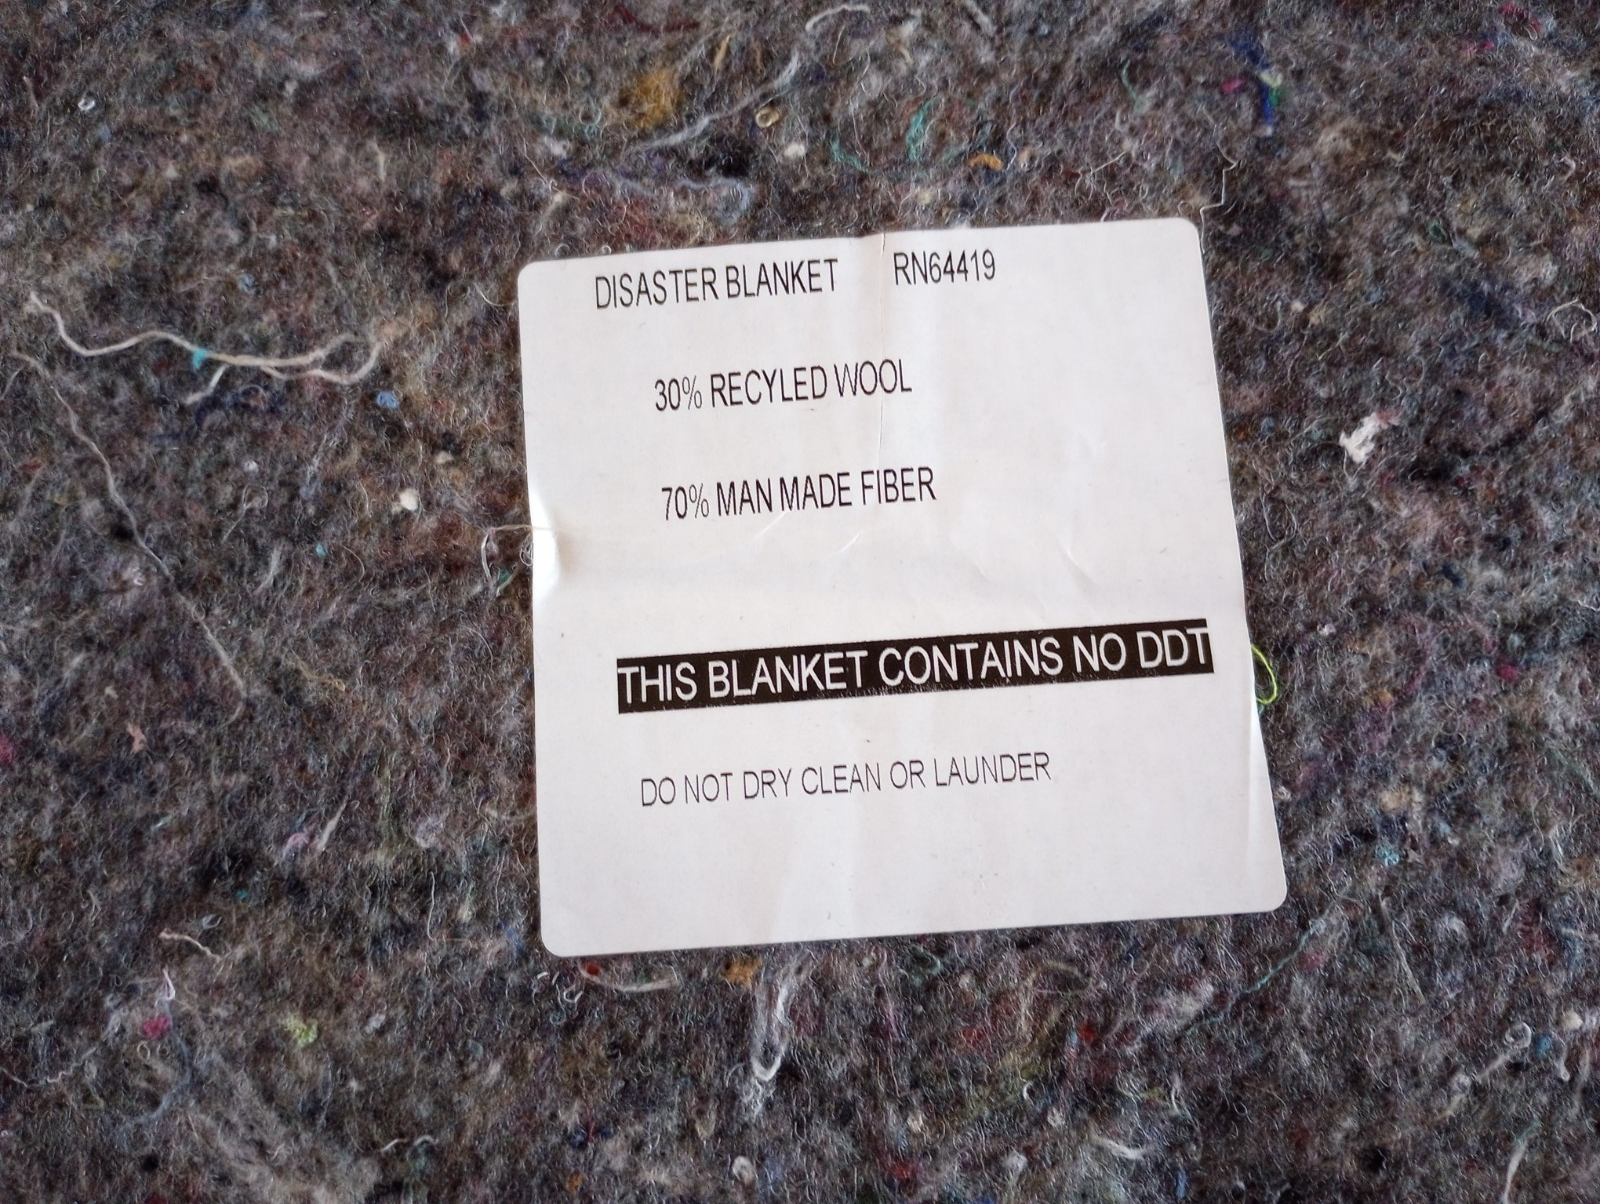 DISASTER BLANKET RN64419
30% RECYLED WOOL
70% MAN MADE FIBER
THIS BLANKET CONTAINS NO DDT
DO NOT DRY CLEAN OR LAUNDER